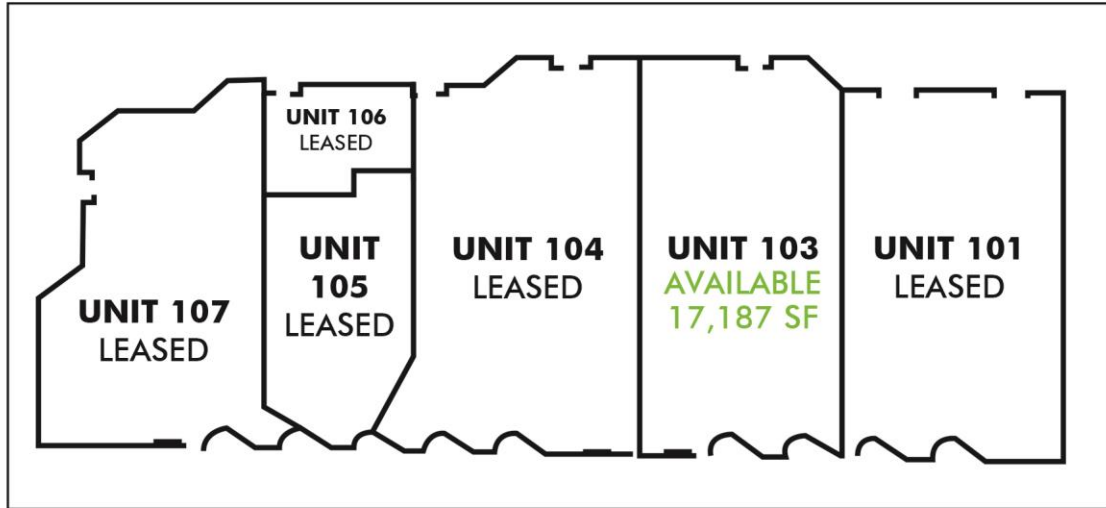 UNIT 106
LEASED
UNIT
105
LEASED
UNIT 104
LEASED
UNIT 103
AVAILABLE
17,187 SF
UNIT 101
LEASED
UNIT 107
LEASED